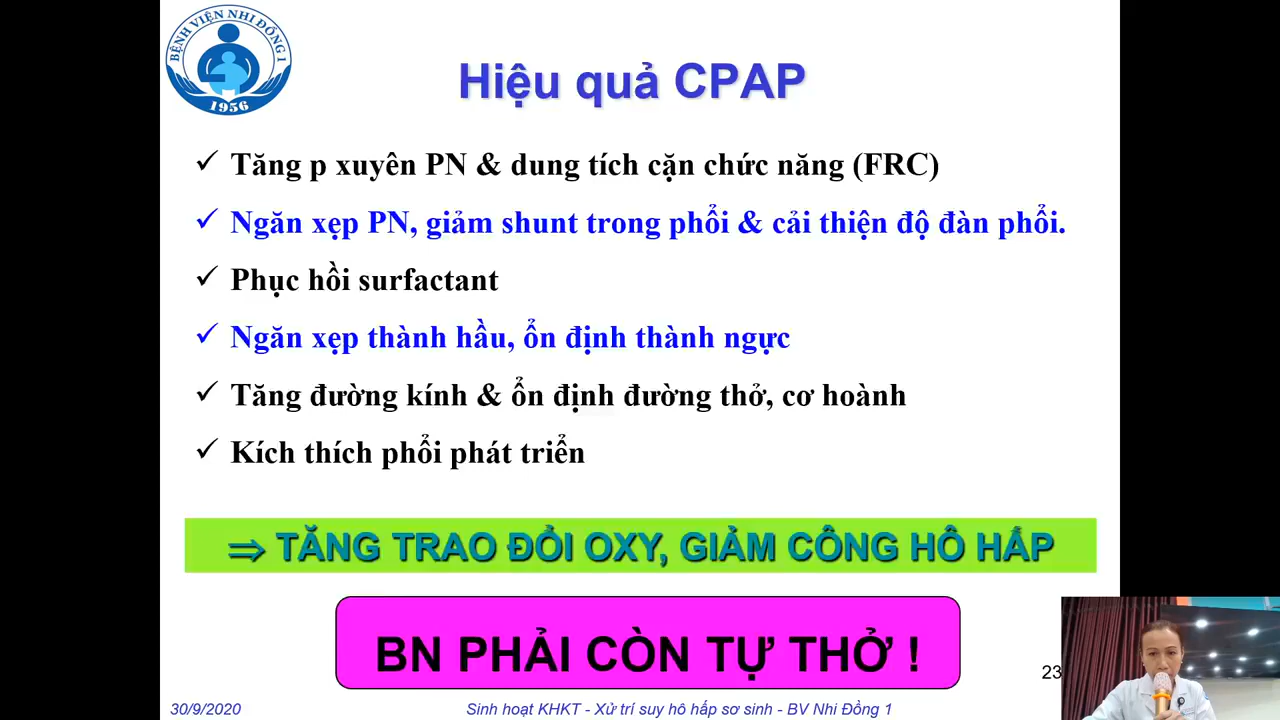 BỆNH VIỆN NHI ĐỒNG 1
1956
Hiệu quả CPAP
✓ Tăng p xuyên PN & dung tích cặn chức năng (FRC)
✓ Ngăn xẹp PN, giảm shunt trong phổi & cải thiện độ đàn phổi.
✓ Phục hồi surfactant
✓ Ngăn xẹp thành hầu, ổn định thành ngực
✓ Tăng đường kính & ổn định đường thở, cơ hoành
✓ Kích thích phổi phát triển
⇒ TĂNG TRAO ĐỔI OXY, GIẢM CÔNG HÔ HẤP
BN PHẢI CÒN TỰ THỞ !
23
30/9/2020
Sinh hoạt KHKT - Xử trí suy hô hấp sơ sinh - BV Nhi Đồng 1